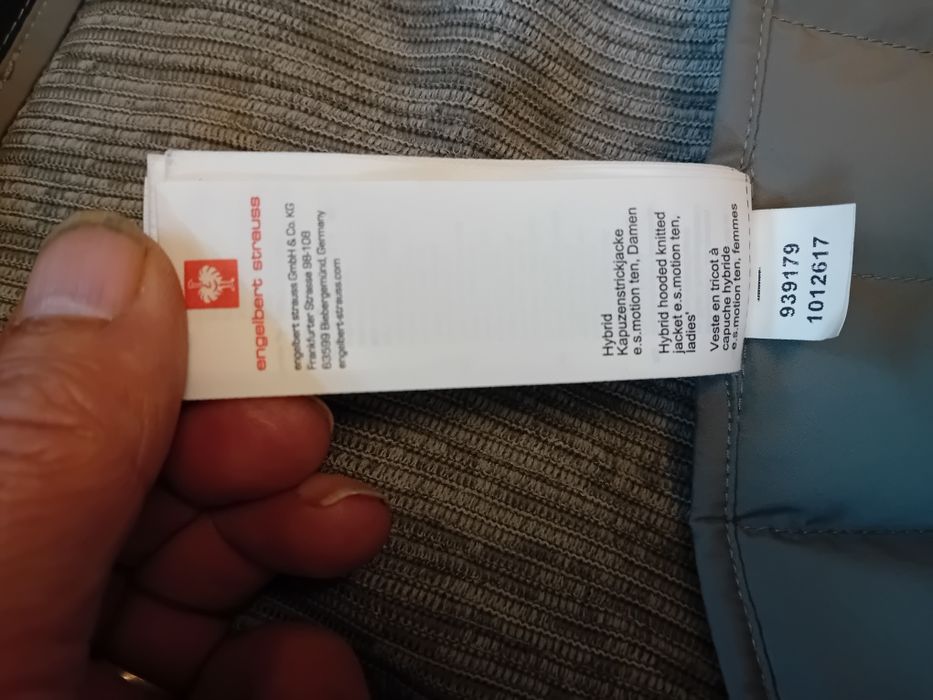 engelbert strauss
engelbert strauss GmbH & Co. KG
Frankfurter Strasse 98-108
63599 Biebergemünd, Germany
engelbert-strauss.com
Hybrid
Kapuzenstrickjacke
e.s.motion ten, Damen
Hybrid hooded knitted
jacket e.s.motion ten,
ladies'
Veste en tricot à
capuche hybride
e.s.motion ten, femmes
939179
1012617